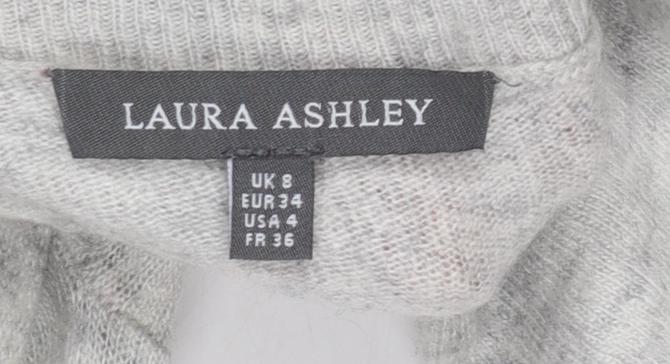 LAURA ASHLEY
UK 8
EUR 34
USA 4
FR 36